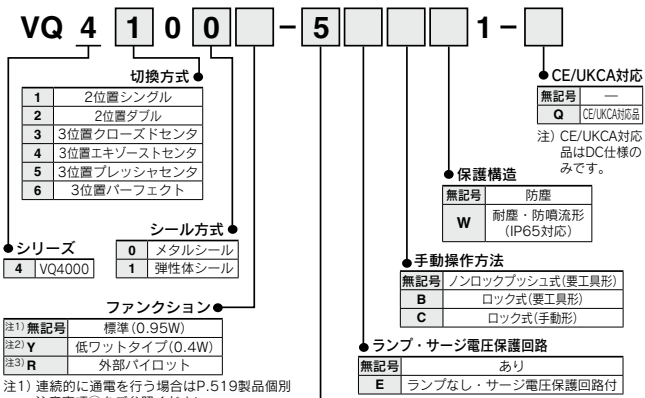 VQ 4 1 0 0 - 5 1 -
切換方式
1 2位置シングル
2 2位置ダブル
3 3位置クローズドセンタ
4 3位置エキゾーストセンタ
5 3位置プレッシャセンタ
6 3位置パーフェクト
シリーズ
4 VQ4000
シール方式
0 メタルシール
1 弾性体シール
ファンクション
注1) 無記号 標準(0.95W)
注2) Y 低ワットタイプ(0.4W)
注3) R 外部パイロット
注1) 連続的に通電を行う場合はP.519製品個別
CE/UKCA対応
無記号 —
Q CE/UKCA対応品
注) CE/UKCA対応
品はDC仕様の
みです。
保護構造
無記号 防塵
W 耐塵・防噴流形
(IP65対応)
手動操作方法
無記号 ノンロックプッシュ式(要工具形)
B ロック式(要工具形)
C ロック式(手動形)
ランプ・サージ電圧保護回路
無記号 あり
E ランプなし・サージ電圧保護回路付